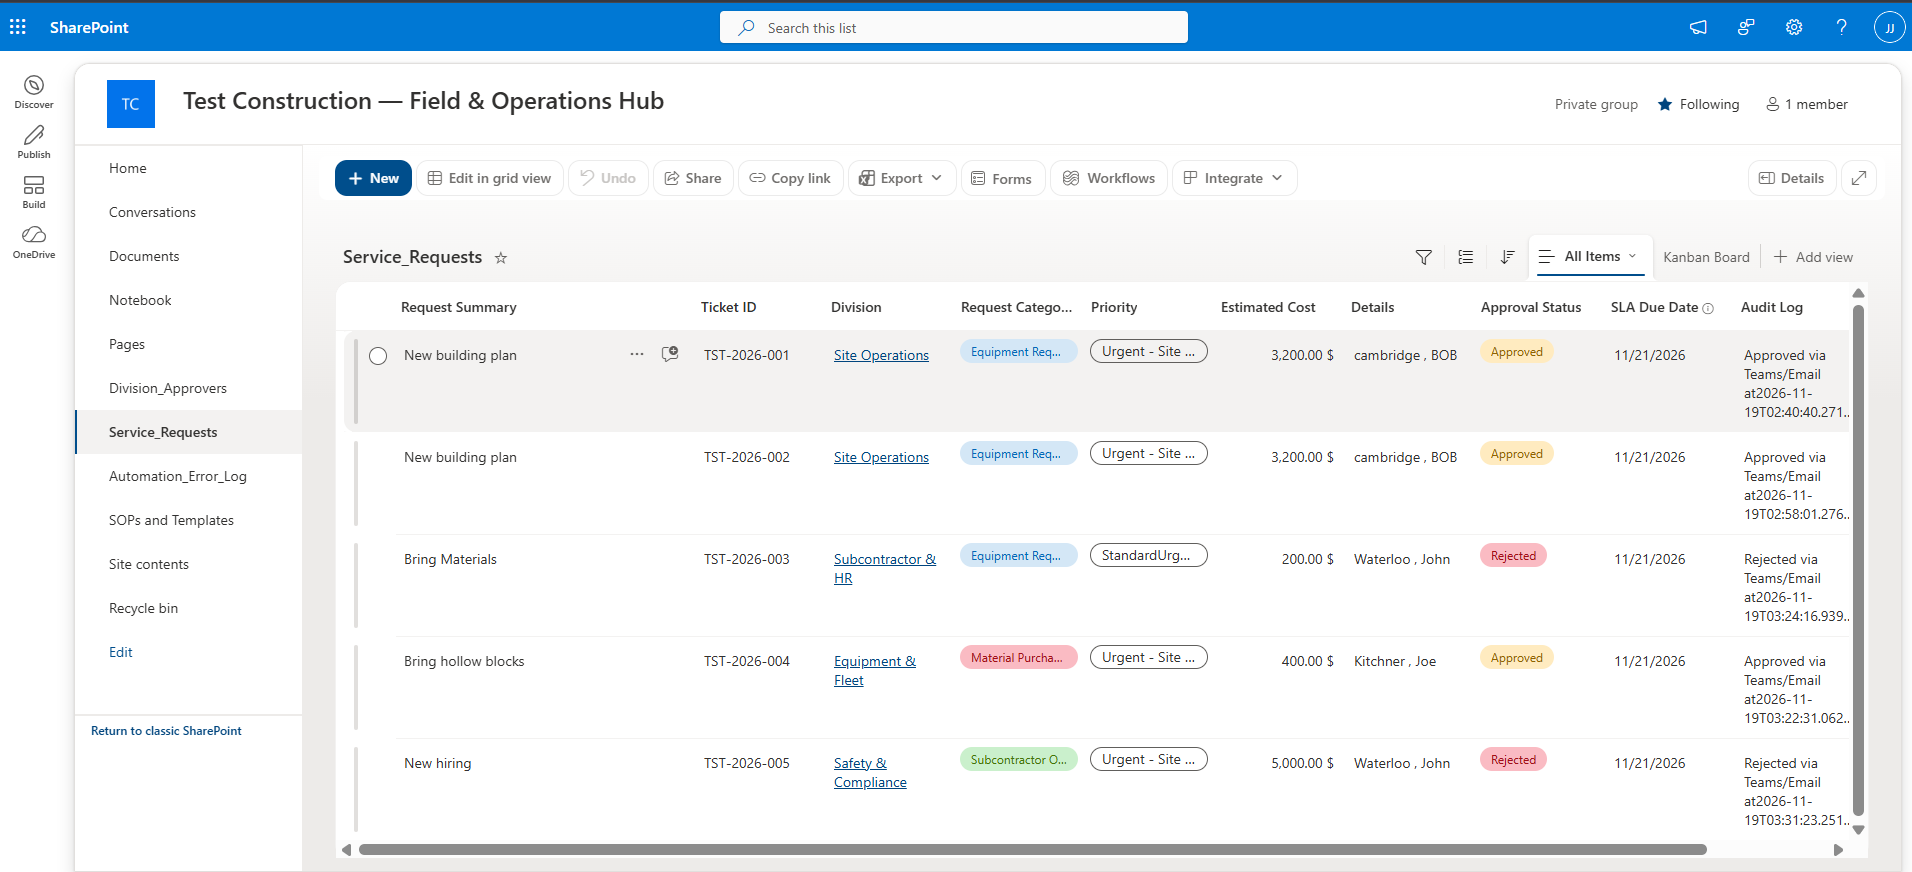 SharePoint
Search this list
JJ
Discover
Publish
Build
OneDrive
TC
Test Construction — Field & Operations Hub
Private group
Following
1 member
Home
Conversations
Documents
Notebook
Pages
Division_Approvers
Service_Requests
Automation_Error_Log
SOPs and Templates
Site contents
Recycle bin
Edit
Return to classic SharePoint
New
Edit in grid view
Undo
Share
Copy link
Export
Forms
Workflows
Integrate
Details
Service_Requests
All Items
Kanban Board
Add view
Request Summary
Ticket ID
Division
Request Catego...
Priority
Estimated Cost
Details
Approval Status
SLA Due Date
Audit Log
New building plan
TST-2026-001
Site Operations
Equipment Req...
Urgent - Site ...
3,200.00 $
cambridge , BOB
Approved
11/21/2026
Approved via
Teams/Email
at2026-11-
19T02:40:40.271..
New building plan
TST-2026-002
Site Operations
Equipment Req...
Urgent - Site ...
3,200.00 $
cambridge , BOB
Approved
11/21/2026
Approved via
Teams/Email
at2026-11-
19T02:58:01.276..
Bring Materials
TST-2026-003
Subcontractor &
HR
Equipment Req...
StandardUrg...
200.00 $
Waterloo , John
Rejected
11/21/2026
Rejected via
Teams/Email
at2026-11-
19T03:24:16.939..
Bring hollow blocks
TST-2026-004
Equipment &
Fleet
Material Purcha...
Urgent - Site ...
400.00 $
Kitchner , Joe
Approved
11/21/2026
Approved via
Teams/Email
at2026-11-
19T03:22:31.062..
New hiring
TST-2026-005
Safety &
Compliance
Subcontractor O...
Urgent - Site ...
5,000.00 $
Waterloo , John
Rejected
11/21/2026
Rejected via
Teams/Email
at2026-11-
19T03:31:23.251..